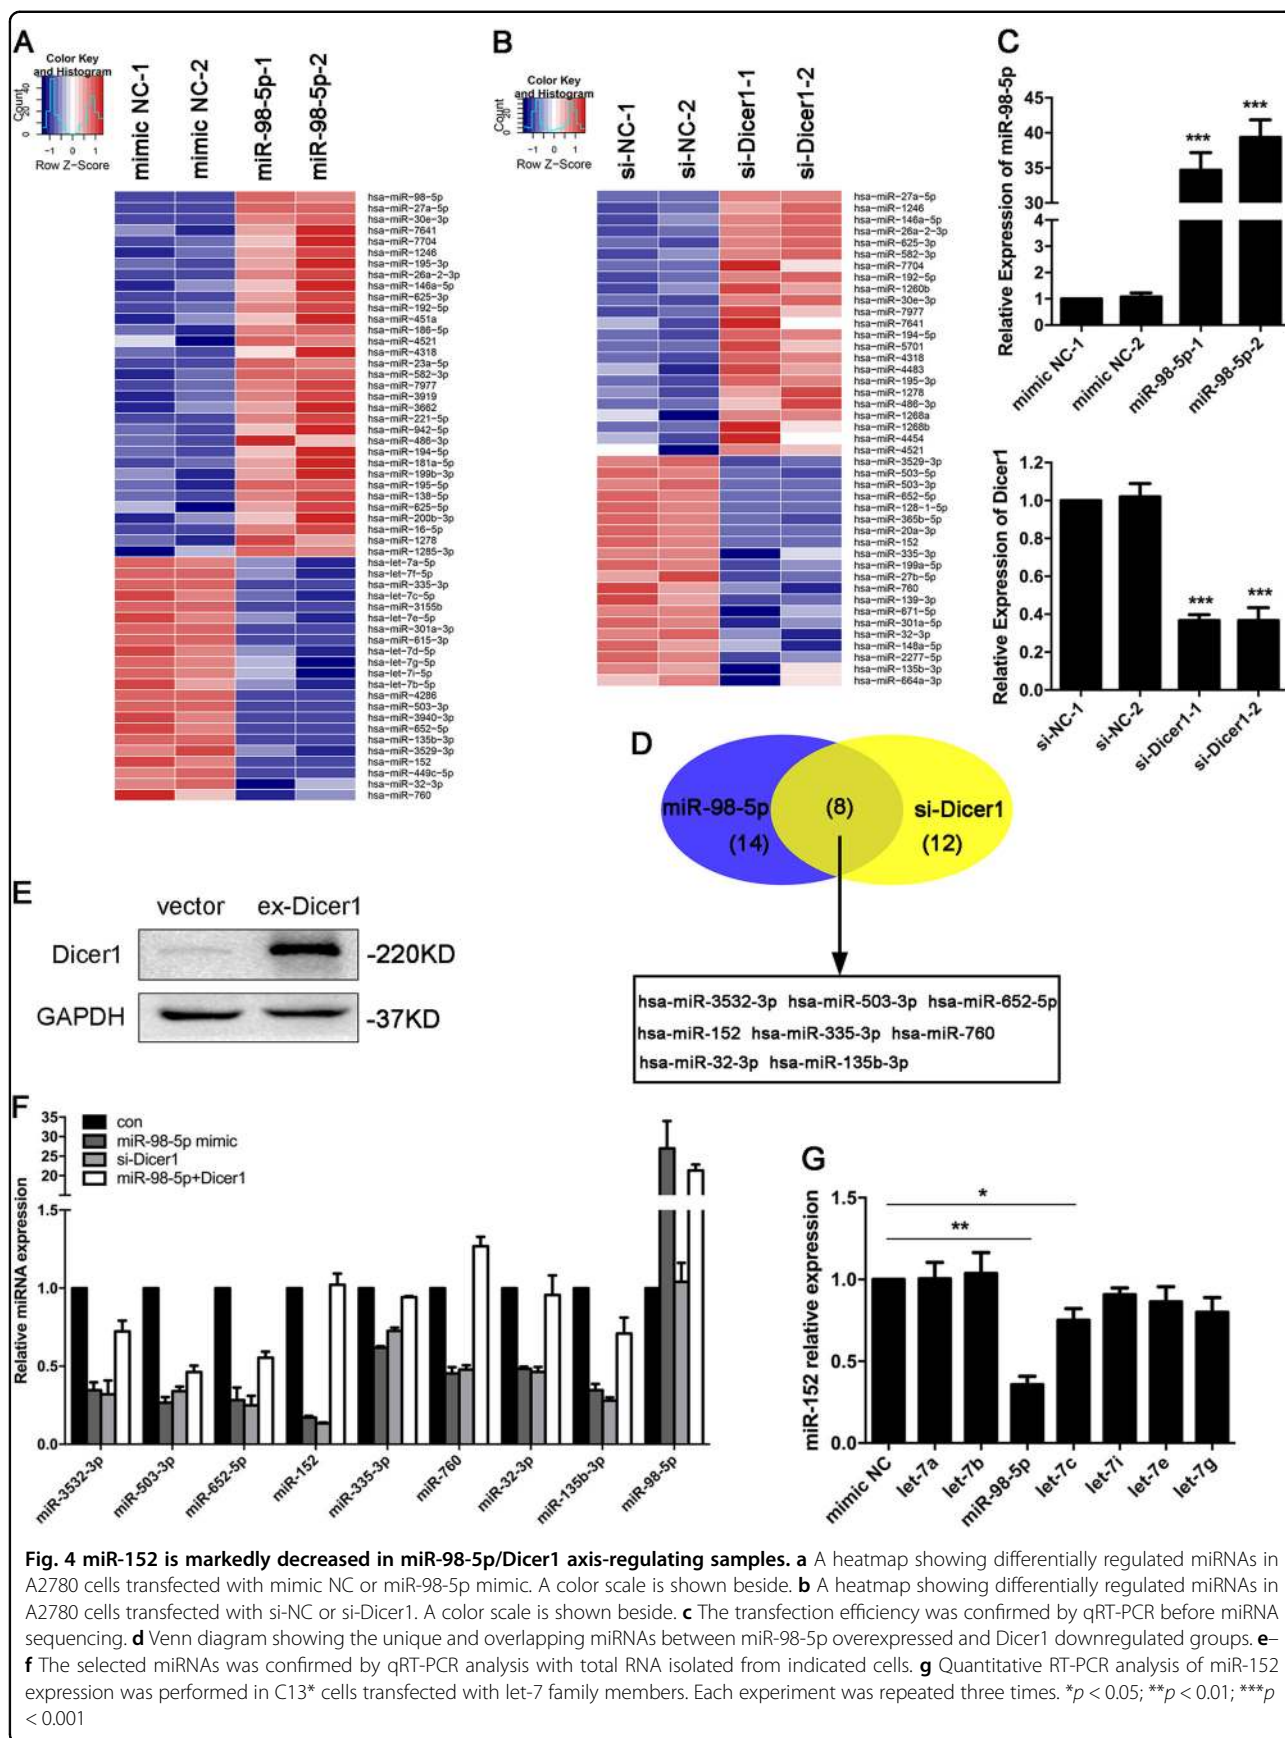 A
Color Key
and Histogram
Count
0 20 40
−1 0 1
Row Z−Score
mimic NC-1
mimic NC-2
miR-98-5p-1
miR-98-5p-2
hsa−miR−98−5p
hsa−miR−27a−5p
hsa−miR−30e−3p
hsa−miR−7641
hsa−miR−7704
hsa−miR−1246
hsa−miR−195−3p
hsa−miR−26a−2−3p
hsa−miR−146a−5p
hsa−miR−625−3p
hsa−miR−192−5p
hsa−miR−451a
hsa−miR−186−5p
hsa−miR−4521
hsa−miR−4318
hsa−miR−23a−5p
hsa−miR−582−3p
hsa−miR−7977
hsa−miR−3919
hsa−miR−3662
hsa−miR−221−5p
hsa−miR−942−5p
hsa−miR−486−3p
hsa−miR−194−5p
hsa−miR−181a−5p
hsa−miR−199b−3p
hsa−miR−195−5p
hsa−miR−138−5p
hsa−miR−625−5p
hsa−miR−200b−3p
hsa−miR−16−5p
hsa−miR−1278
hsa−miR−1285−3p
hsa−let−7a−5p
hsa−let−7f−5p
hsa−miR−335−3p
hsa−let−7c−5p
hsa−miR−3155b
hsa−let−7e−5p
hsa−miR−301a−3p
hsa−miR−615−3p
hsa−let−7d−5p
hsa−let−7g−5p
hsa−let−7i−5p
hsa−let−7b−5p
hsa−miR−4286
hsa−miR−503−3p
hsa−miR−3940−3p
hsa−miR−652−5p
hsa−miR−135b−3p
hsa−miR−3529−3p
hsa−miR−152
hsa−miR−449c−5p
hsa−miR−32−3p
hsa−miR−760
B
Color Key
and Histogram
Count
−1 0 1
Row Z−Score
si-NC-1
si-NC-2
si-Dicer1-1
si-Dicer1-2
hsa−miR−27a−5p
hsa−miR−1246
hsa−miR−146a−5p
hsa−miR−26a−2−3p
hsa−miR−625−3p
hsa−miR−582−3p
hsa−miR−7704
hsa−miR−192−5p
hsa−miR−1260b
hsa−miR−30e−3p
hsa−miR−7977
hsa−miR−7641
hsa−miR−194−5p
hsa−miR−5701
hsa−miR−4318
hsa−miR−4483
hsa−miR−195−3p
hsa−miR−1278
hsa−miR−486−3p
hsa−miR−1268a
hsa−miR−1268b
hsa−miR−4454
hsa−miR−4521
hsa−miR−3529−3p
hsa−miR−503−5p
hsa−miR−503−3p
hsa−miR−652−5p
hsa−miR−128−1−5p
hsa−miR−365b−5p
hsa−miR−20a−3p
hsa−miR−152
hsa−miR−335−3p
hsa−miR−199a−5p
hsa−miR−27b−5p
hsa−miR−760
hsa−miR−139−3p
hsa−miR−671−5p
hsa−miR−301a−5p
hsa−miR−32−3p
hsa−miR−148a−5p
hsa−miR−2277−5p
hsa−miR−135b−3p
hsa−miR−664a−3p
C
Relative Expression of miR-98-5p
45
40
35
30
4
3
2
1
0
***
***
mimic NC-1
mimic NC-2
miR-98-5p-1
miR-98-5p-2
Relative Expression of Dicer1
1.2
1.0
0.8
0.6
0.4
0.2
0.0
*** ***
si-NC-1
si-NC-2
si-Dicer1-1
si-Dicer1-2
D
miR-98-5p (8) si-Dicer1
(14) (12)
hsa-miR-3532-3p hsa-miR-503-3p hsa-miR-652-5p
hsa-miR-152 hsa-miR-335-3p hsa-miR-760
hsa-miR-32-3p hsa-miR-135b-3p
E
vector ex-Dicer1
Dicer1 -220KD
GAPDH -37KD
F
Relative miRNA expression
35
30
25
20
1.5
1.0
0.5
0.0
con
miR-98-5p mimic
si-Dicer1
miR-98-5p+Dicer1
miR-3532-3p
miR-503-3p
miR-652-5p
miR-152
miR-335-3p
miR-760
miR-32-3p
miR-135b-3p
miR-98-5p
G
miR-152 relative expression
1.5
1.0
0.5
0.0
*
**
mimic NC
let-7a
let-7b
miR-98-5p
let-7c
let-7i
let-7e
let-7g
Fig. 4 miR-152 is markedly decreased in miR-98-5p/Dicer1 axis-regulating samples. a A heatmap showing differentially regulated miRNAs in
A2780 cells transfected with mimic NC or miR-98-5p mimic. A color scale is shown beside. b A heatmap showing differentially regulated miRNAs in
A2780 cells transfected with si-NC or si-Dicer1. A color scale is shown beside. c The transfection efficiency was confirmed by qRT-PCR before miRNA
sequencing. d Venn diagram showing the unique and overlapping miRNAs between miR-98-5p overexpressed and Dicer1 downregulated groups. e–
f The selected miRNAs was confirmed by qRT-PCR analysis with total RNA isolated from indicated cells. g Quantitative RT-PCR analysis of miR-152
expression was performed in C13* cells transfected with let-7 family members. Each experiment was repeated three times. *p < 0.05; **p < 0.01; ***p
< 0.001